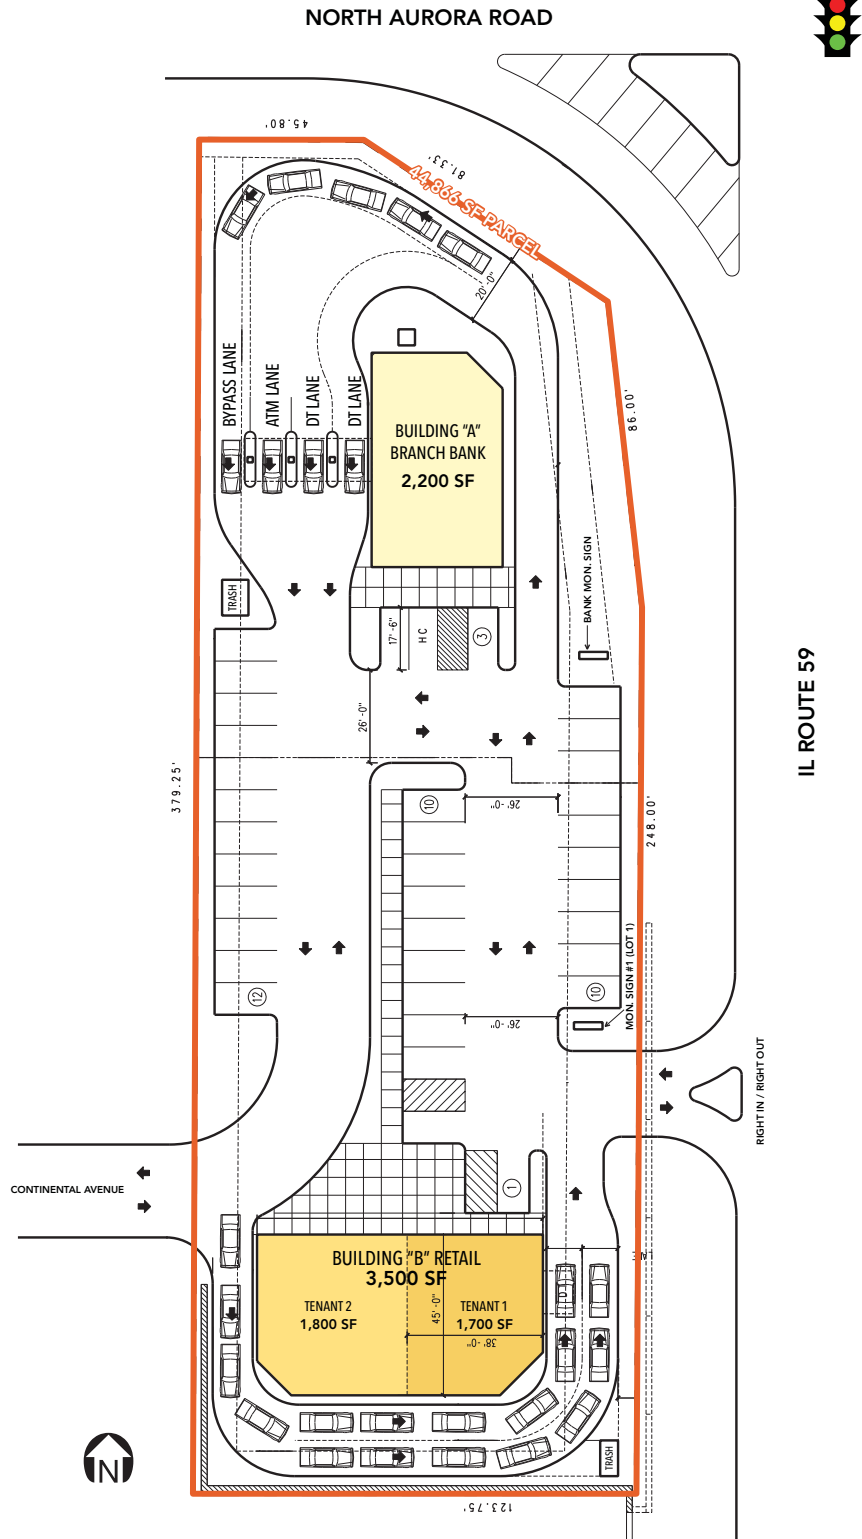 NORTH AURORA ROAD
45.80'
81.33'
44,866 SF PARCEL
20'-0"
BYPASS LANE
ATM LANE
DT LANE
DT LANE
BUILDING "A"
BRANCH BANK
2,200 SF
86.00'
BANK MON. SIGN
TRASH
17'-6"
HC
3
26'-0"
IL ROUTE 59
379.25'
10
26'-0"
248.00'
12
10
MON. SIGN #1 (LOT 1)
26'-0"
RIGHT IN / RIGHT OUT
CONTINENTAL AVENUE
1
BUILDING "B" RETAIL
3,500 SF
TENANT 2
1,800 SF
45'-0"
TENANT 1
1,700 SF
38'-0"
TRASH
N
123.75'